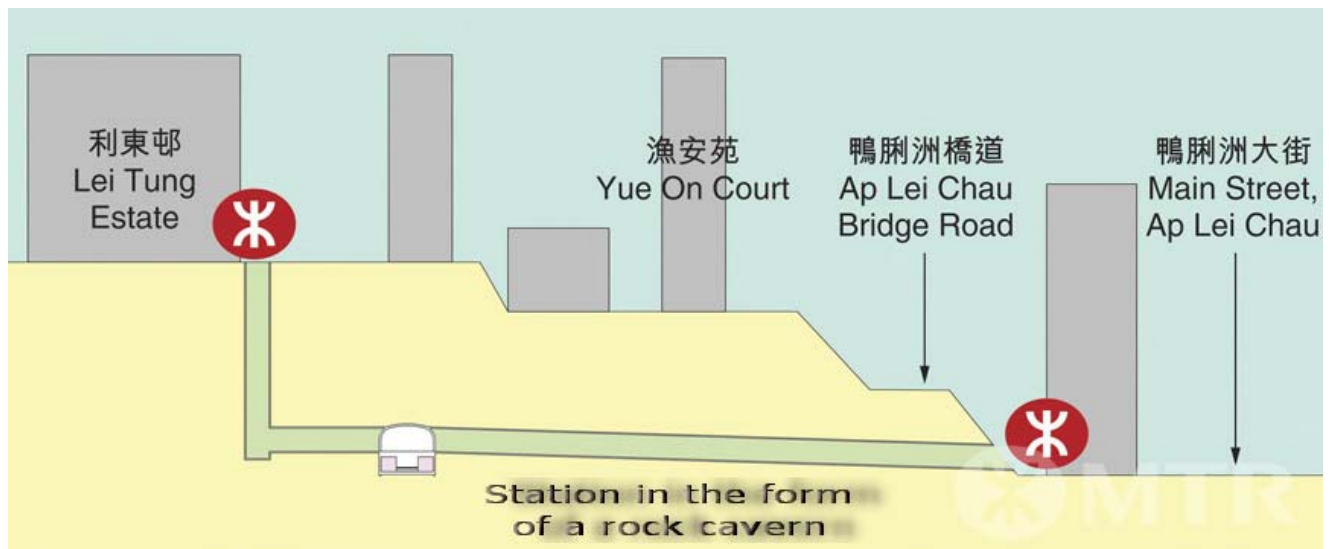 利東邨
Lei Tung
Estate
漁安苑
Yue On Court
鴨脷洲橋道
Ap Lei Chau
Bridge Road
鴨脷洲大街
Main Street,
Ap Lei Chau
Station in the form
of a rock cavern
MTR